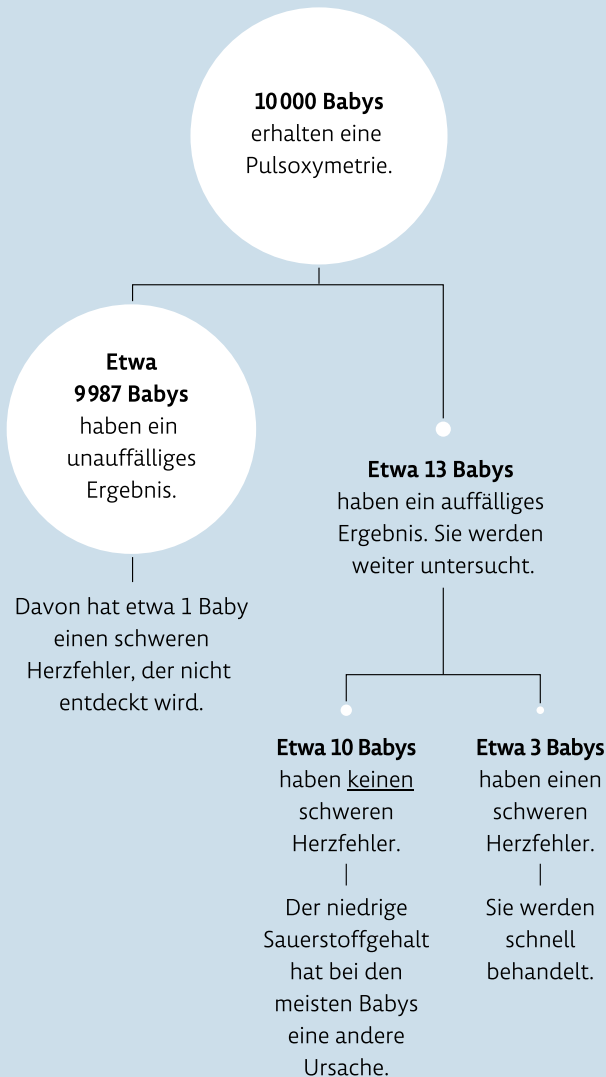 10 000 Babys
erhalten eine
Pulsoxymetrie.
Etwa
9 987 Babys
haben ein
unauffälliges
Ergebnis.
Davon hat etwa 1 Baby
einen schweren
Herzfehler, der nicht
entdeckt wird.
Etwa 13 Babys
haben ein auffälliges
Ergebnis. Sie werden
weiter untersucht.
Etwa 10 Babys
haben keinen
schweren
Herzfehler.
Der niedrige
Sauerstoffgehalt
hat bei den
meisten Babys
eine andere
Ursache.
Etwa 3 Babys
haben einen
schweren
Herzfehler.
Sie werden
schnell
behandelt.